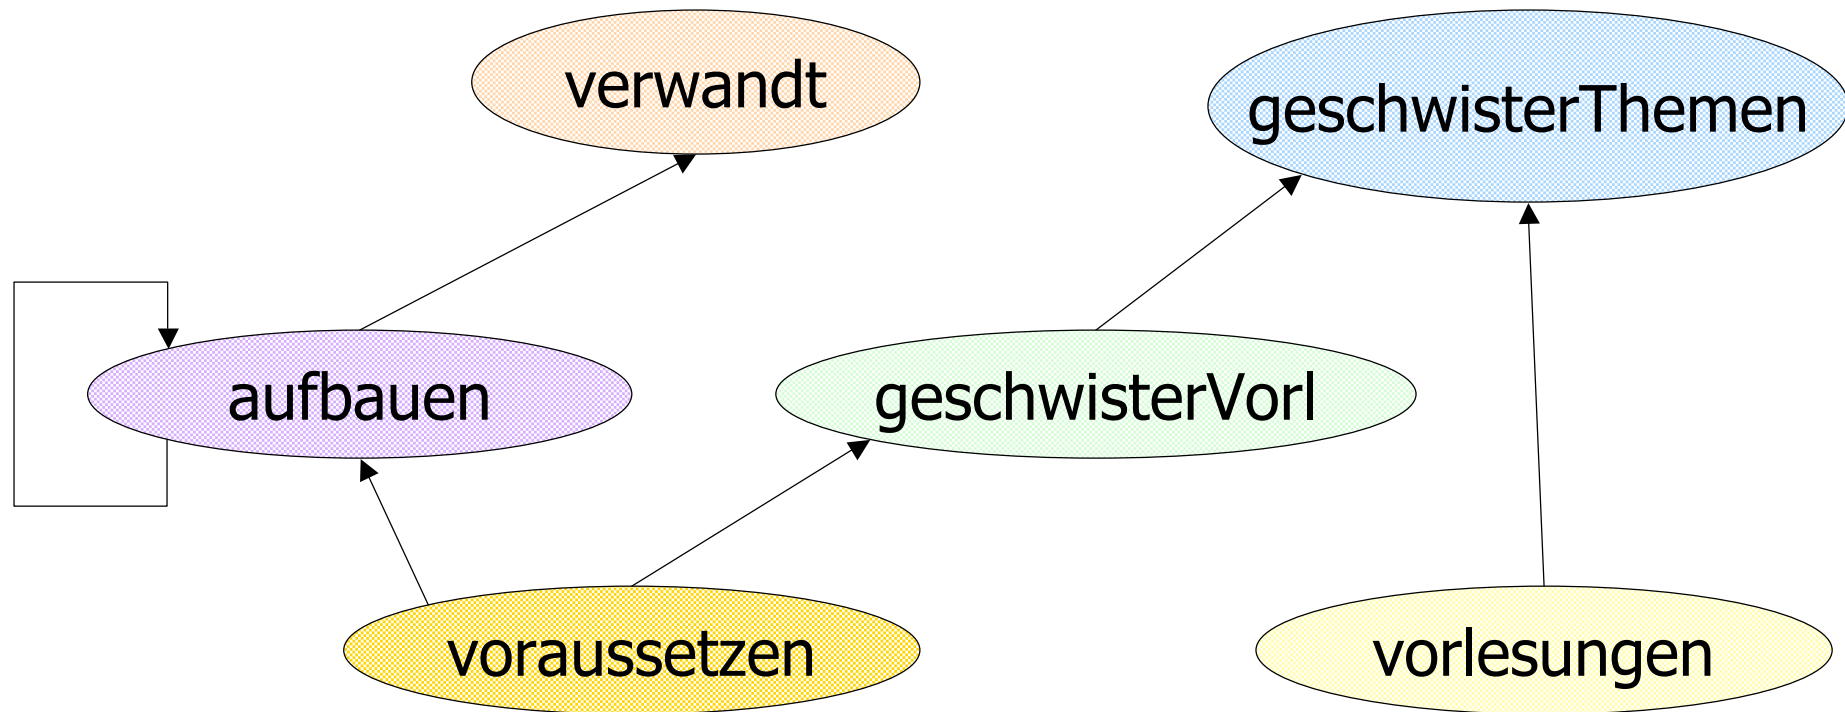 verwandt
geschwisterThemen
aufbauen
geschwisterVorl
voraussetzen
vorlesungen